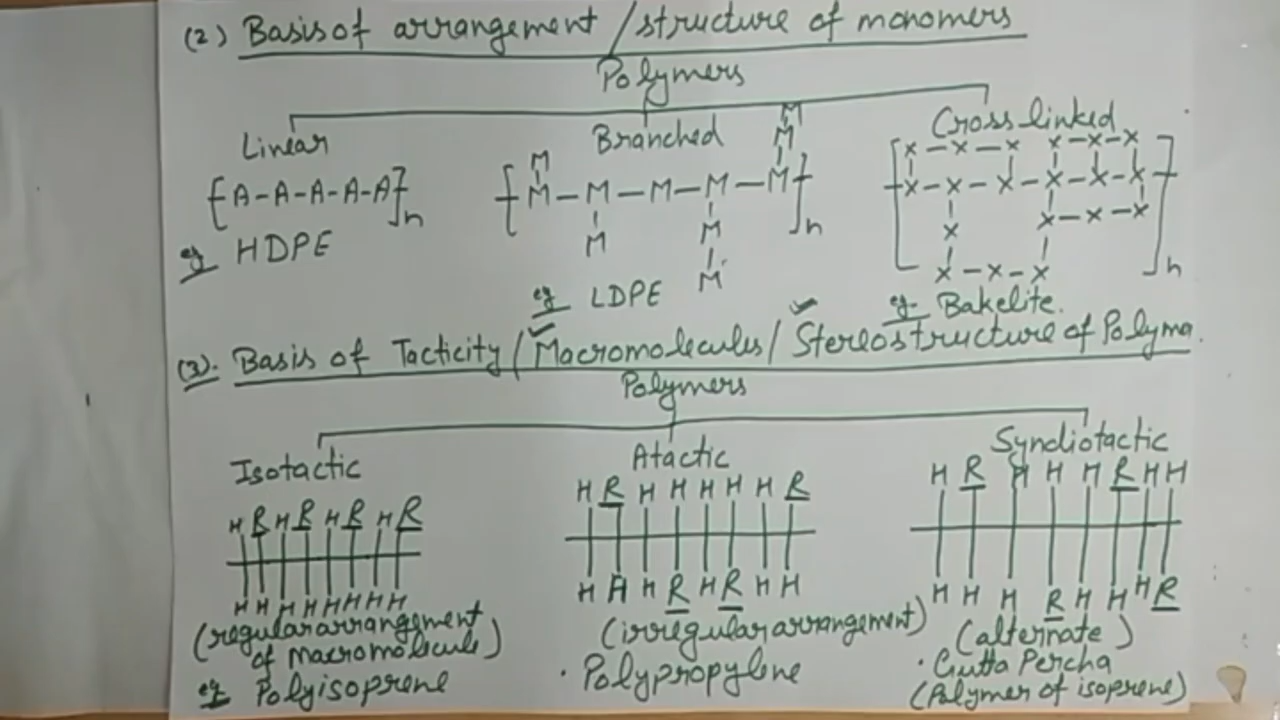 (2) Basis of arrangement / structure of monomers
Polymers
Linear
Branched
Cross linked
[A-A-A-A-A]n
eg HDPE
M M
M
M-M-M-M-M
n
M M
M
eg LDPE
x-x-x x-x-x
x-x-x-x-x-x
x x-x-x
x-x-x
n
eg. Bakelite.
(3). Basis of Tacticity / Macromolecules / Stereostructure of Polyma.
Polymers
Isotactic
Atactic
Syndiotactic
H R H R H R H R
H H H H H H H H
(regular arrangement
of macromolecule)
eg Polyisoprene
H R H H H H H R
H H H R H R H H
(irregular arrangement)
· Polypropylene
H R H H H R H H
H H H R H H H R
(alternate)
· Gutta Percha
(Polymer of isoprene)